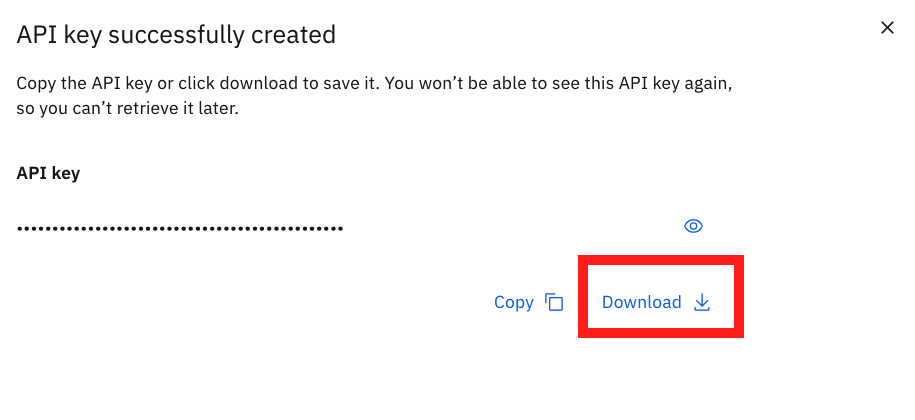 API key successfully created
Copy the API key or click download to save it. You won’t be able to see this API key again,
so you can’t retrieve it later.
API key
Copy
Download